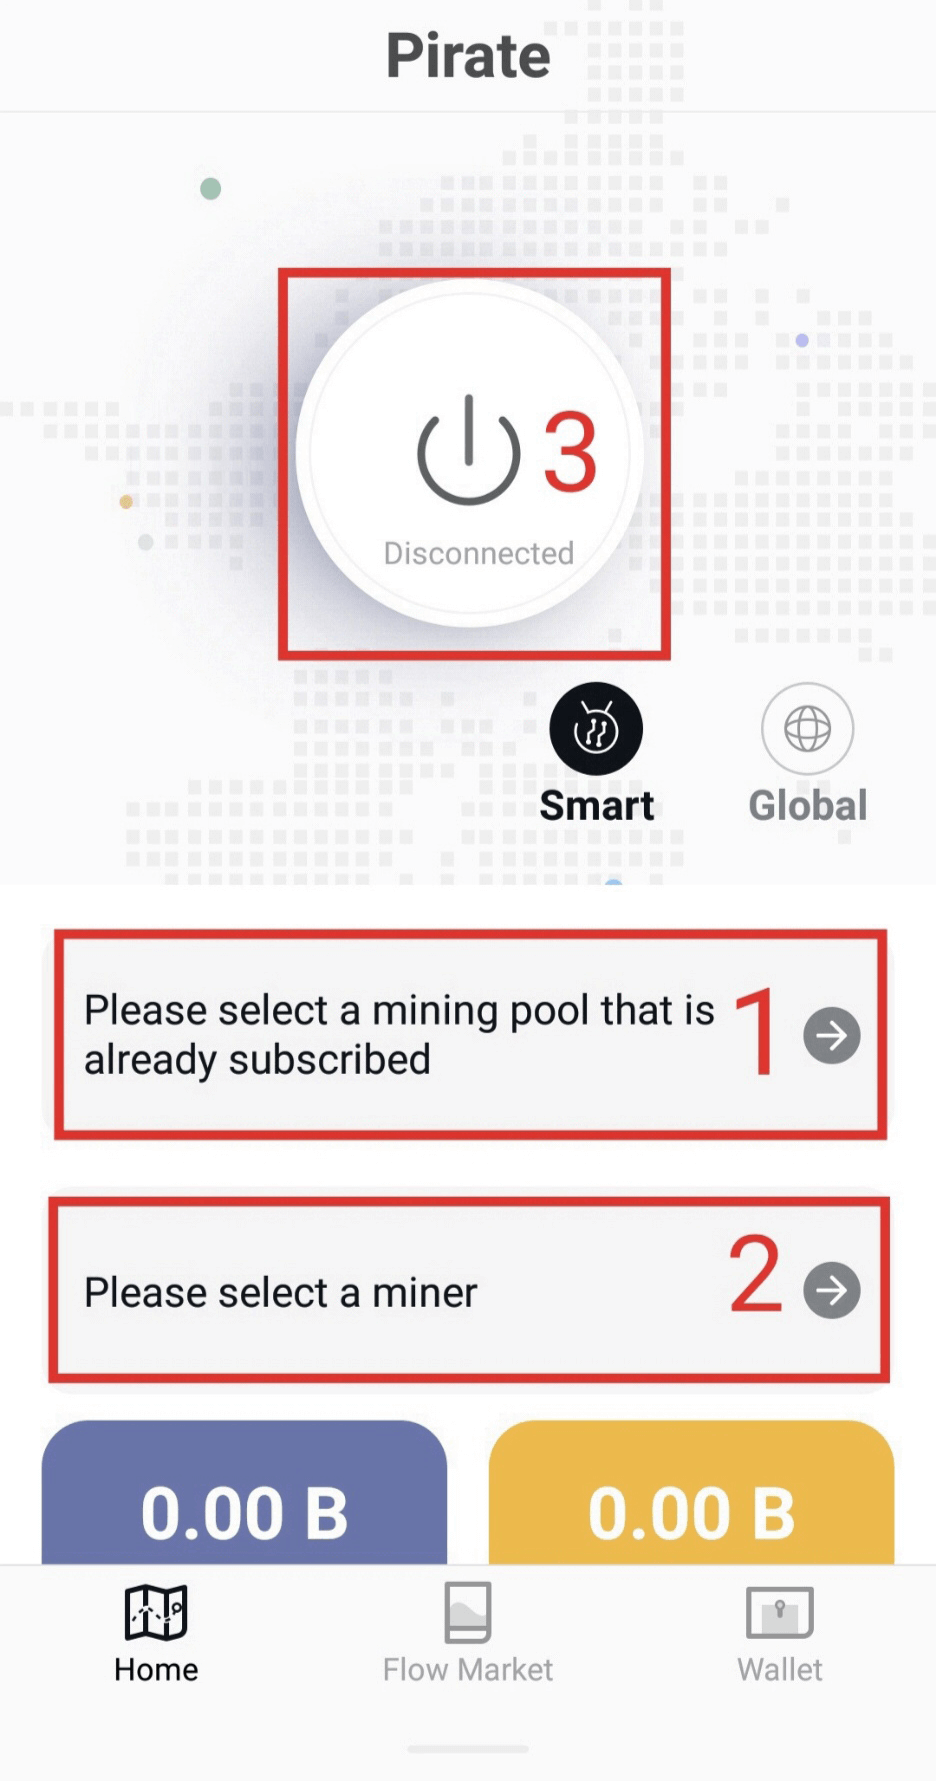 Pirate
3
Disconnected
Smart
Global
Please select a mining pool that is
already subscribed
1
Please select a miner
2
0.00 B
0.00 B
Home
Flow Market
Wallet